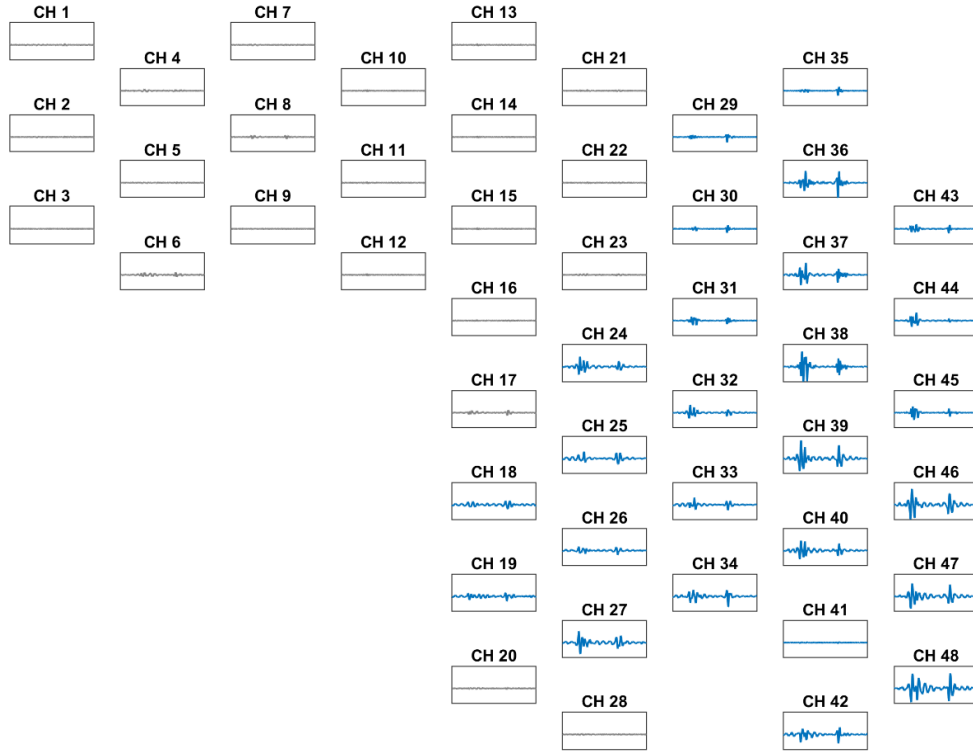 CH 1
CH 7
CH 13
CH 4
CH 10
CH 21
CH 35
CH 2
CH 8
CH 14
CH 29
CH 5
CH 11
CH 22
CH 36
CH 3
CH 9
CH 15
CH 30
CH 43
CH 6
CH 12
CH 23
CH 37
CH 16
CH 31
CH 44
CH 24
CH 38
CH 17
CH 32
CH 45
CH 25
CH 39
CH 18
CH 33
CH 46
CH 26
CH 40
CH 19
CH 34
CH 47
CH 27
CH 41
CH 20
CH 48
CH 28
CH 42